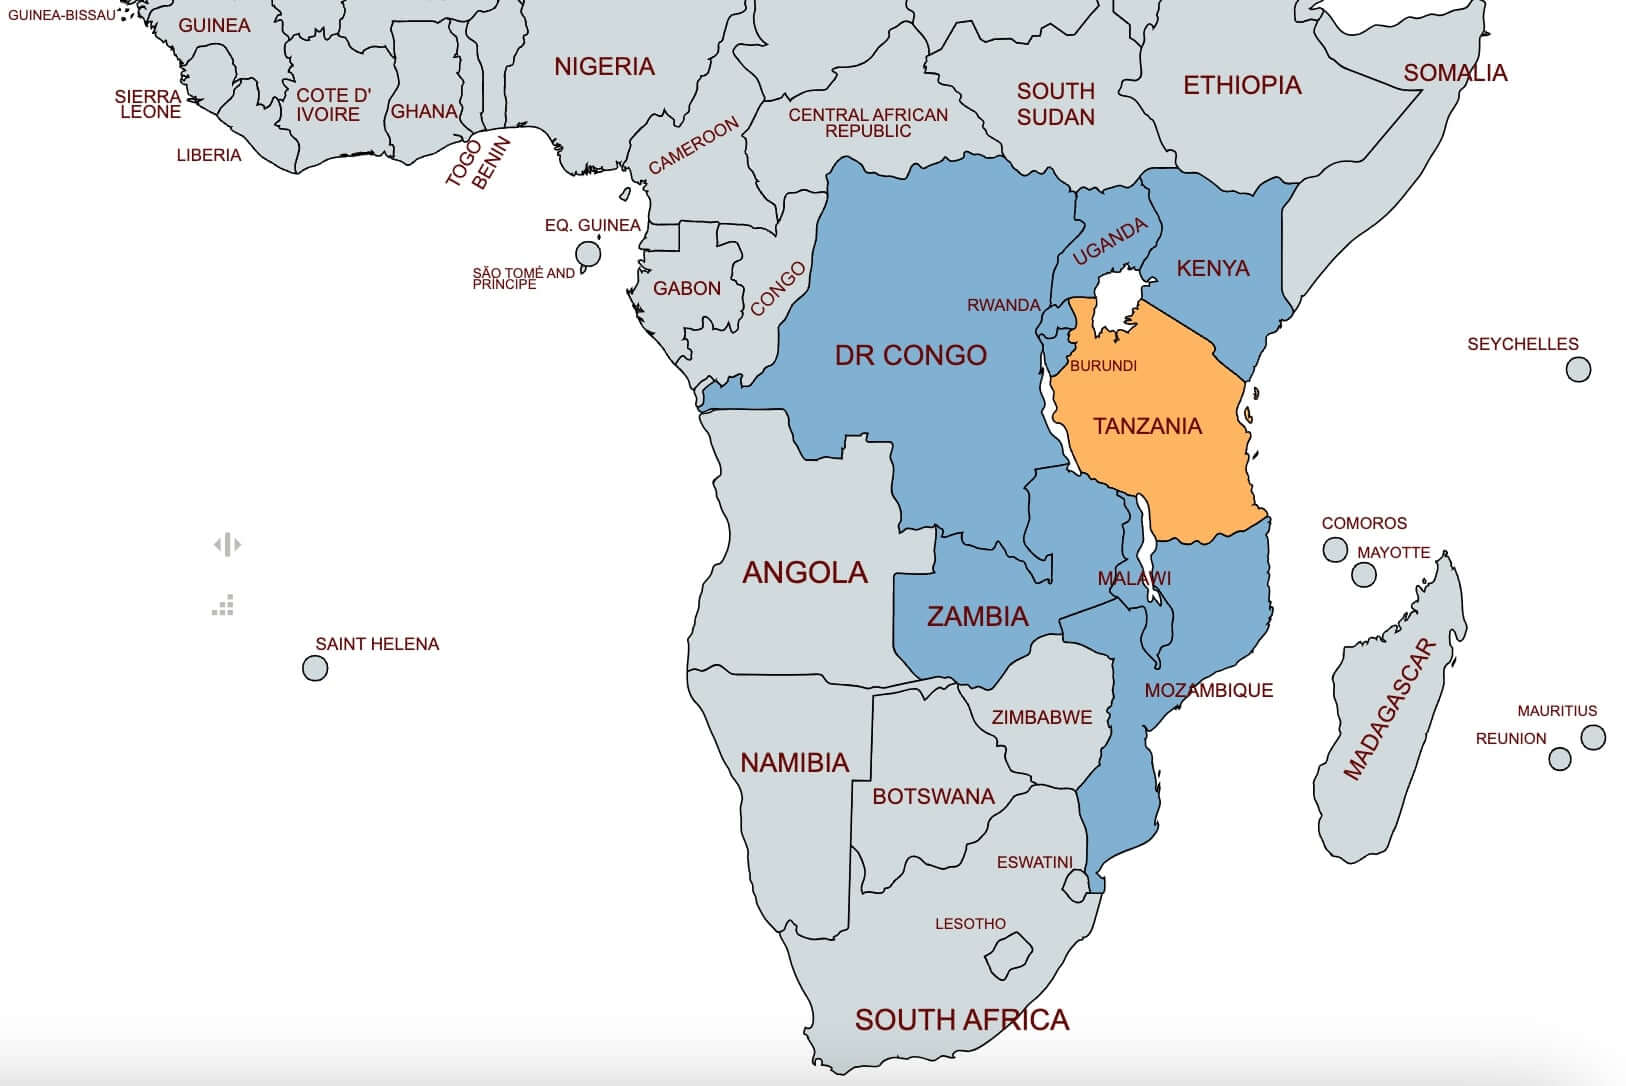 GUINEA-BISSAU
GUINEA
SIERRA
LEONE
LIBERIA
COTE D'
IVOIRE
GHANA
TOGO
BENIN
NIGERIA
CAMEROON
CENTRAL AFRICAN
REPUBLIC
SOUTH
SUDAN
ETHIOPIA
SOMALIA
EQ. GUINEA
SÃO TOMÉ AND
PRINCIPE
GABON
CONGO
DR CONGO
UGANDA
KENYA
RWANDA
BURUNDI
TANZANIA
SEYCHELLES
COMOROS
MAYOTTE
ANGOLA
ZAMBIA
MALAWI
SAINT HELENA
MOZAMBIQUE
MADAGASCAR
MAURITIUS
REUNION
ZIMBABWE
NAMIBIA
BOTSWANA
ESWATINI
LESOTHO
SOUTH AFRICA